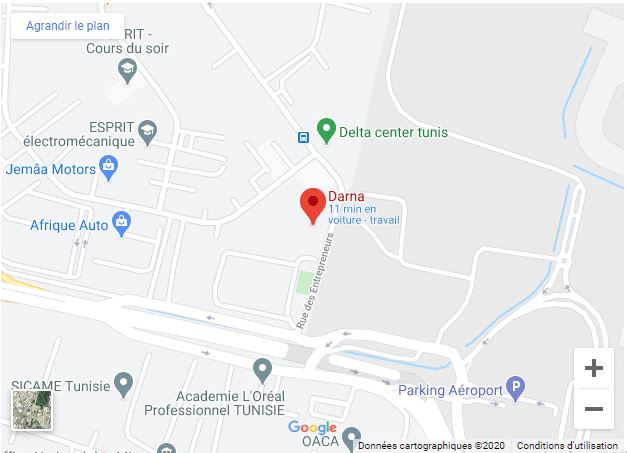 Agrandir le plan
RIT -
Cours du soir
ESPRIT
électromécanique
Delta center tunis
Jemâa Motors
Darna
11 min en
voiture - travail
Afrique Auto
Rue des Entrepreneurs
SICAME Tunisie
Academie L'Oréal
Professionnel TUNISIE
Parking Aéroport
P
Google
OACA
Données cartographiques ©2020
Conditions d'utilisation